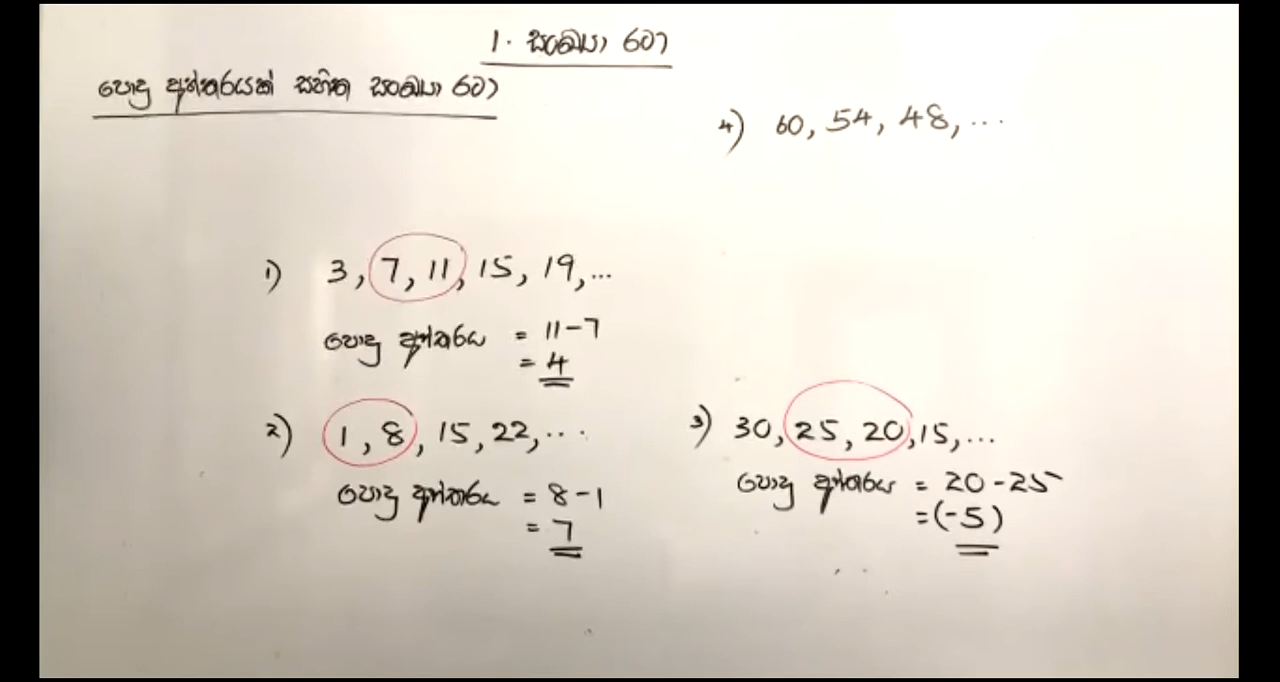 1. සංඛ්‍යා රටා
පොදු අන්තරයක් සහිත සංඛ්‍යා රටා
4) 60, 54, 48, ...
1) 3, 7, 11, 15, 19, ...
පොදු අන්තරය = 11-7
= 4
2) 1, 8, 15, 22, ...
පොදු අන්තරය = 8-1
= 7
3) 30, 25, 20, 15, ...
පොදු අන්තරය = 20-25
= (-5)